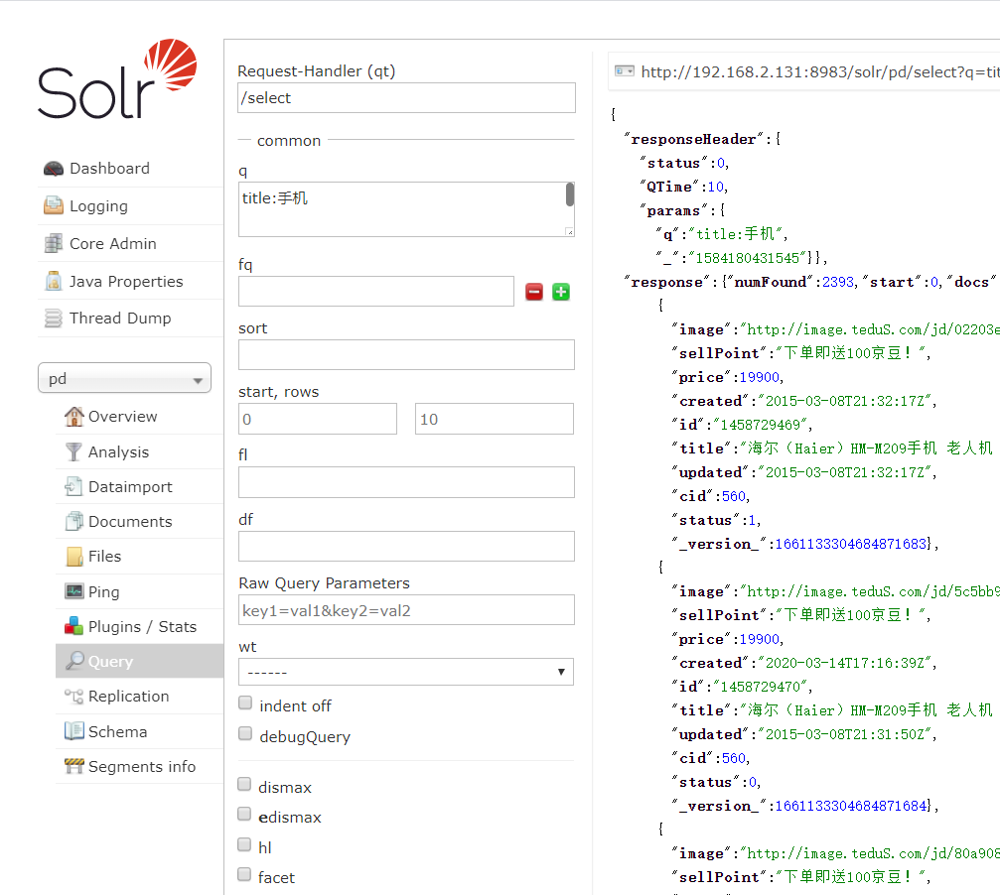 Solr
Dashboard
Logging
Core Admin
Java Properties
Thread Dump
pd
Overview
Analysis
Dataimport
Documents
Files
Ping
Plugins / Stats
Query
Replication
Schema
Segments info
Request-Handler (qt)
/select
common
q
title:手机
fq
sort
start, rows
0 10
fl
df
Raw Query Parameters
key1=val1&key2=val2
wt
------
indent off
debugQuery
dismax
edismax
hl
facet
http://192.168.2.131:8983/solr/pd/select?q=tit
{
"responseHeader":{
"status":0,
"QTime":10,
"params":{
"q":"title:手机",
"_":"1584180431545"}},
"response":{"numFound":2393,"start":0,"docs"
{
"image":"http://image.teduS.com/jd/02203e
"sellPoint":"下单即送100京豆！",
"price":19900,
"created":"2015-03-08T21:32:17Z",
"id":"1458729469",
"title":"海尔（Haier）HM-M209手机 老人机
"updated":"2015-03-08T21:32:17Z",
"cid":560,
"status":1,
"_version_":1661133304684871683},
{
"image":"http://image.teduS.com/jd/5c5bb9
"sellPoint":"下单即送100京豆！",
"price":19900,
"created":"2020-03-14T17:16:39Z",
"id":"1458729470",
"title":"海尔（Haier）HM-M209手机 老人机
"updated":"2015-03-08T21:31:50Z",
"cid":560,
"status":0,
"_version_":1661133304684871684},
{
"image":"http://image.teduS.com/jd/80a908
"sellPoint":"下单即送100京豆！",